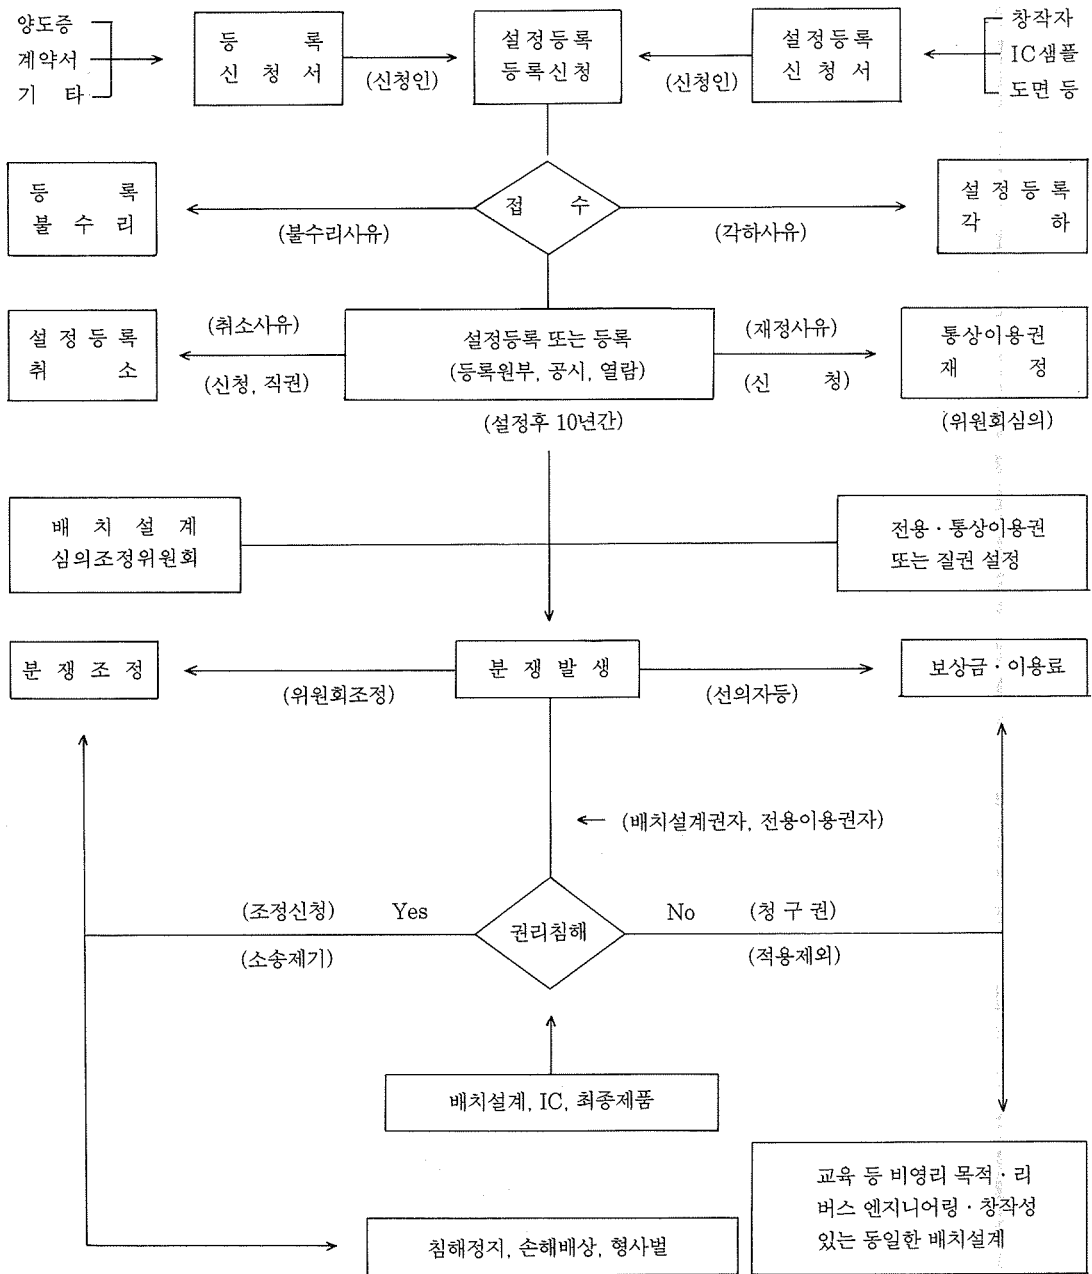 양도증
계약서
기 타
등 록
신 청 서
(신청인)
설정등록
등록신청
(신청인)
설정등록
신 청 서
창작자
IC샘플
도면 등
등 록
불 수 리
(불수리사유)
접 수
(각하사유)
설 정 등 록
각 하
설 정 등 록
취 소
(취소사유)
(신청, 직권)
설정등록 또는 등록
(등록원부, 공시, 열람)
(설정후 10년간)
(재정사유)
(신 청)
통상이용권
재 정
(위원회심의)
배 치 설 계
심의조정위원회
전용 · 통상이용권
또는 질권 설정
분 쟁 조 정
(위원회조정)
분 쟁 발 생
(선의자등)
보상금 · 이용료
(배치설계권자, 전용이용권자)
(조정신청) Yes
(소송제기)
권리침해
No (청 구 권)
(적용제외)
배치설계, IC, 최종제품
침해정지, 손해배상, 형사벌
교육 등 비영리 목적 · 리
버스 엔지니어링 · 창작성
있는 동일한 배치설계